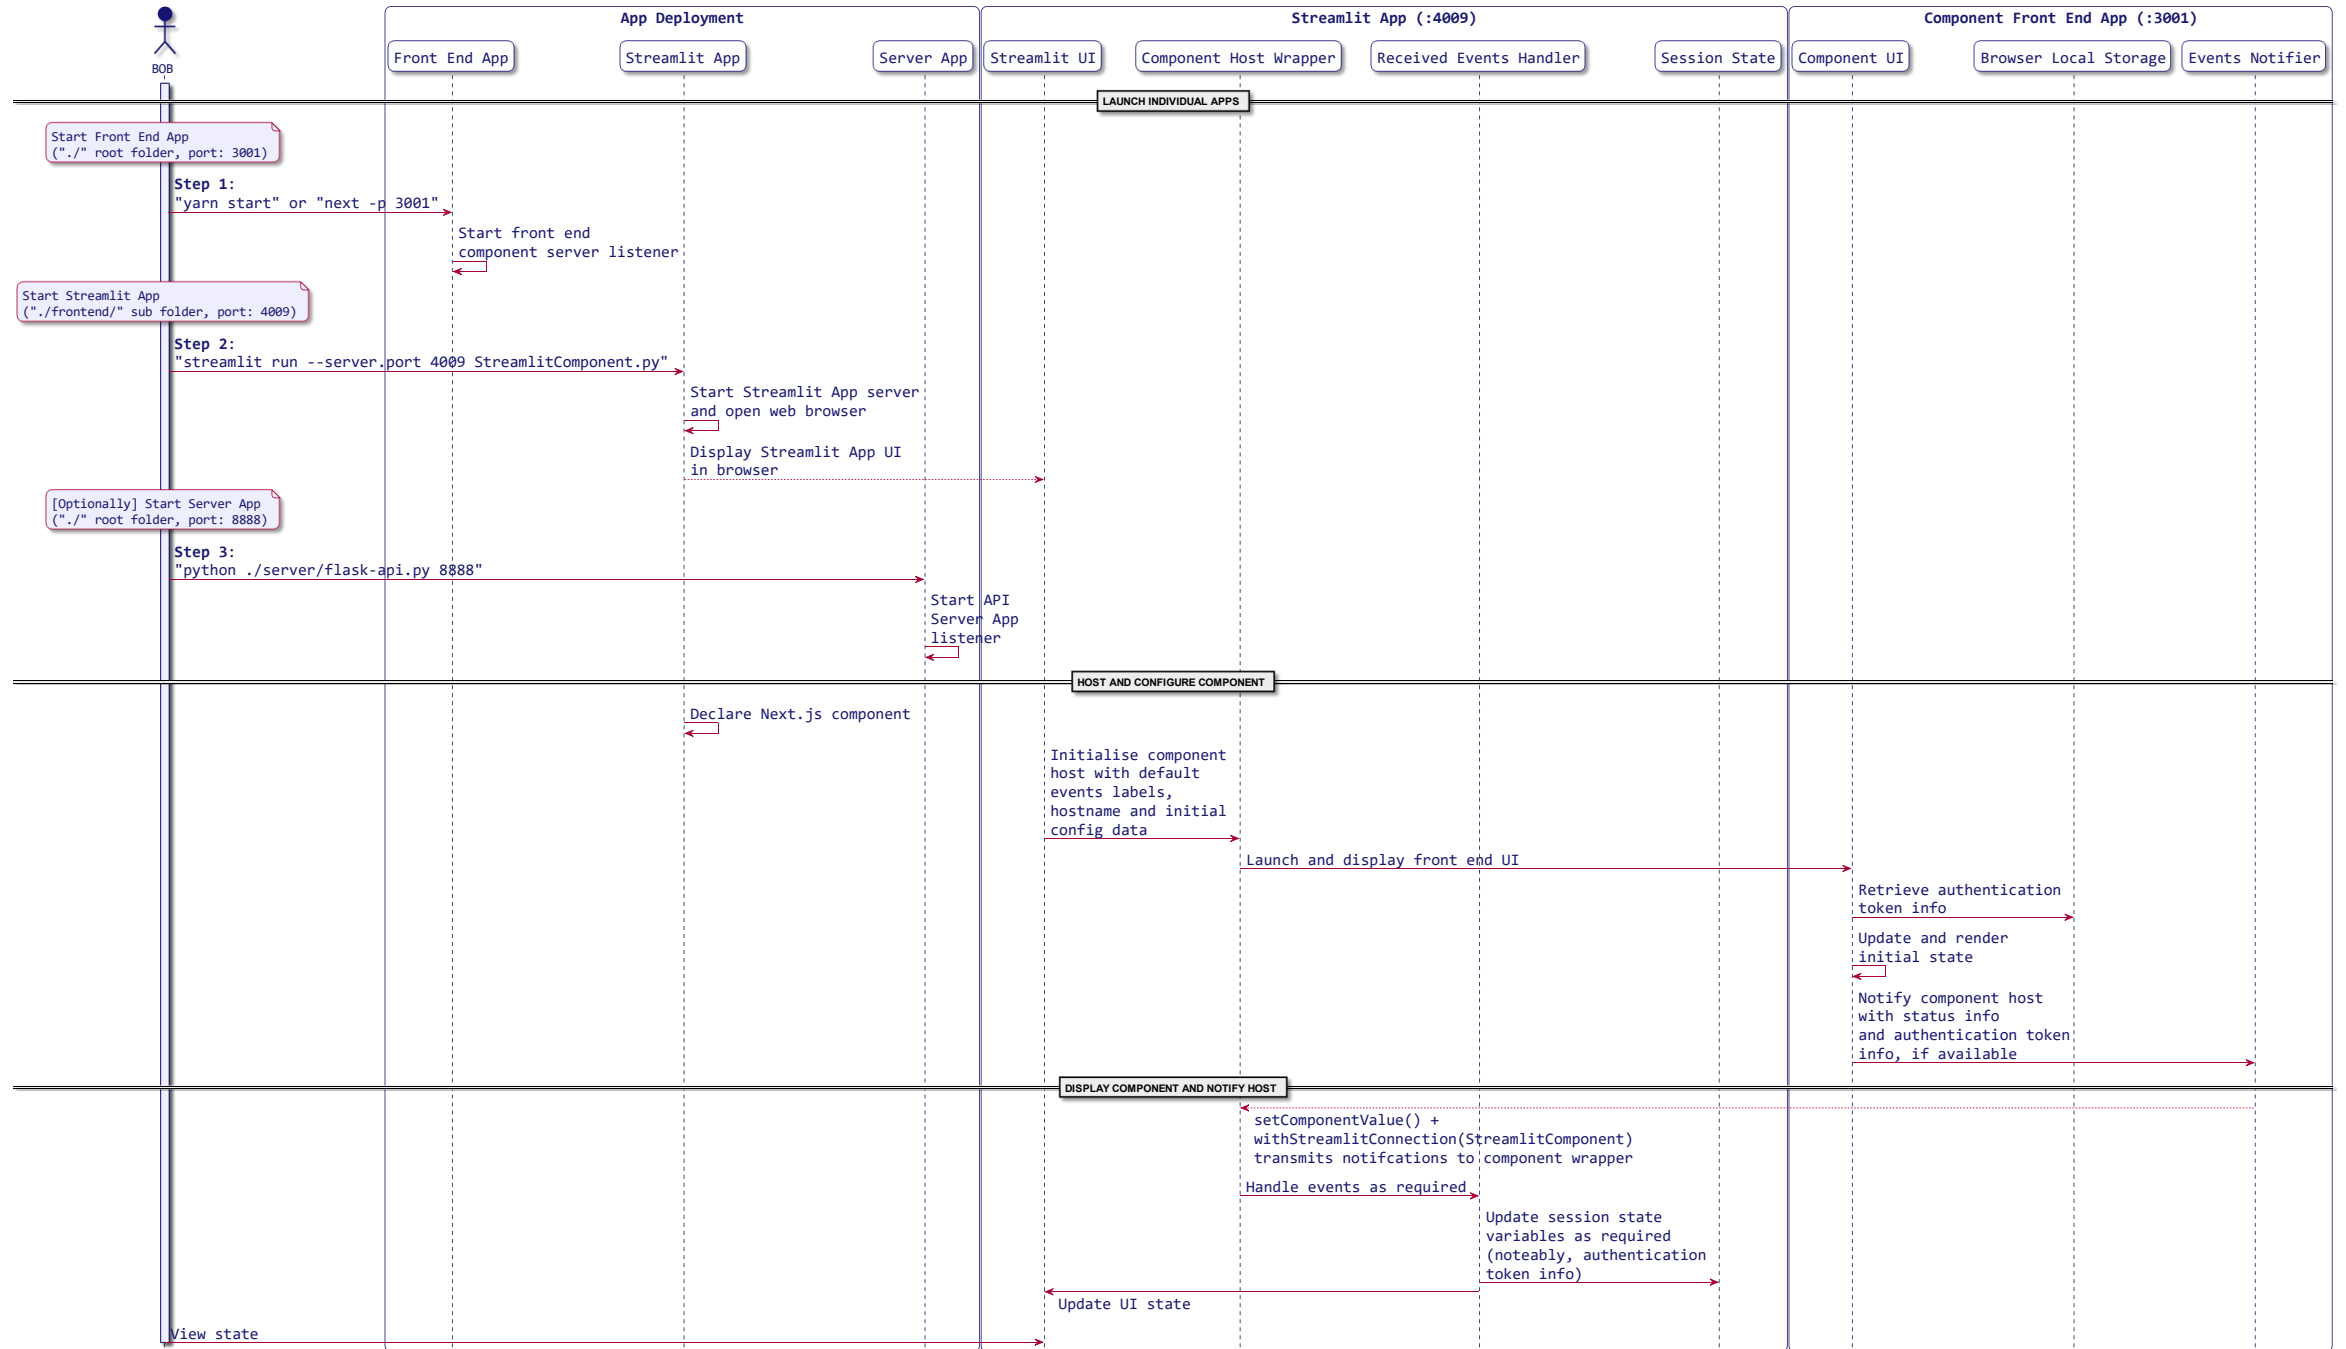 App Deployment
Streamlit App (:4009)
Component Front End App (:3001)
BOB
Front End App
Streamlit App
Server App
Streamlit UI
Component Host Wrapper
Received Events Handler
Session State
Component UI
Browser Local Storage
Events Notifier
LAUNCH INDIVIDUAL APPS
Start Front End App
("./" root folder, port: 3001)
Step 1:
"yarn start" or "next -p 3001"
Start front end
component server listener
Start Streamlit App
("./frontend/" sub folder, port: 4009)
Step 2:
"streamlit run --server.port 4009 StreamlitComponent.py"
Start Streamlit App server
and open web browser
Display Streamlit App UI
in browser
[Optionally] Start Server App
("./" root folder, port: 8888)
Step 3:
"python ./server/flask-api.py 8888"
Start API
Server App
listener
HOST AND CONFIGURE COMPONENT
Declare Next.js component
Initialise component
host with default
events labels,
hostname and initial
config data
Launch and display front end UI
Retrieve authentication
token info
Update and render
initial state
Notify component host
with status info
and authentication token
info, if available
DISPLAY COMPONENT AND NOTIFY HOST
setComponentValue() +
withStreamlitConnection(StreamlitComponent)
transmits notifcations to component wrapper
Handle events as required
Update session state
variables as required
(noteably, authentication
token info)
Update UI state
View state